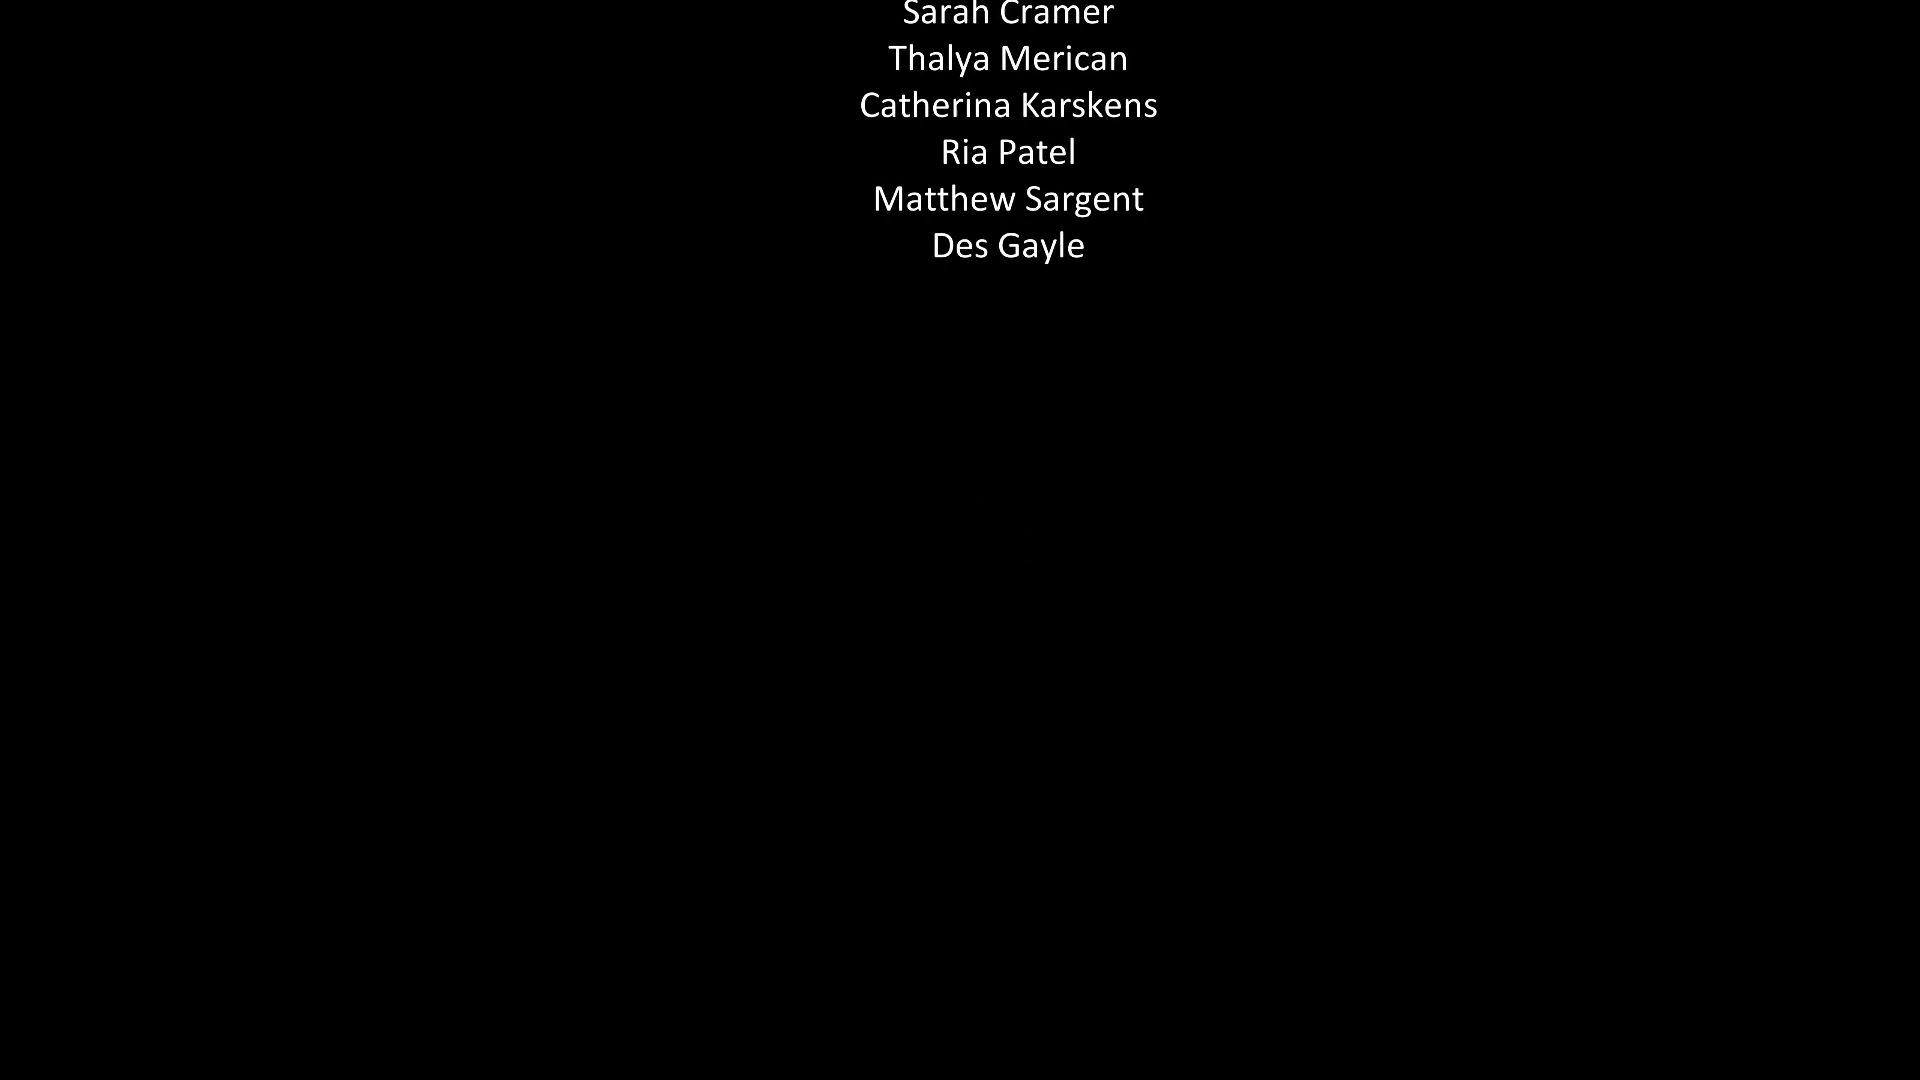 Sarah Cramer
Thalya Merican
Catherina Karskens
Ria Patel
Matthew Sargent
Des Gayle